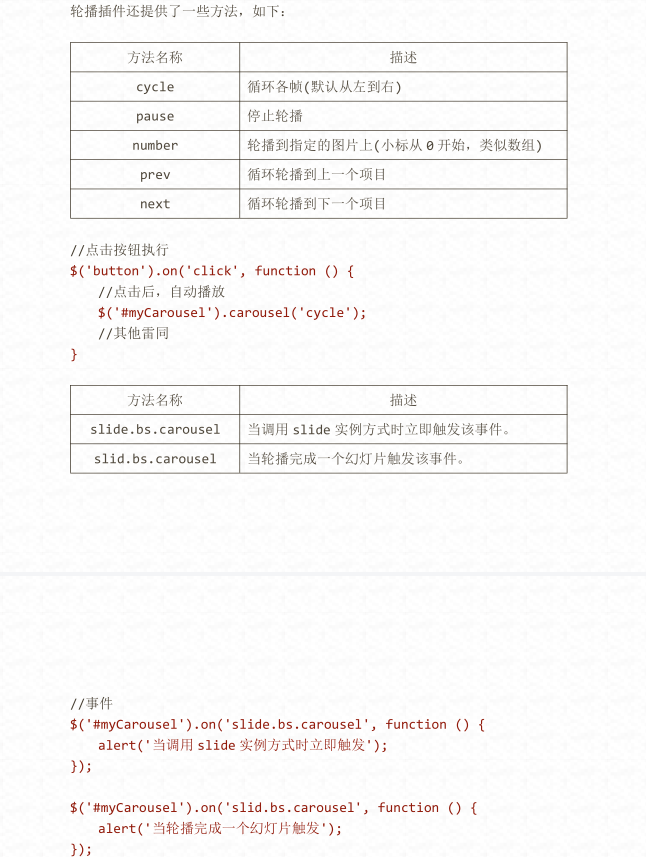 轮播插件还提供了一些方法，如下：
方法名称 描述
cycle 循环各帧(默认从左到右)
pause 停止轮播
number 轮播到指定的图片上(小标从 0 开始，类似数组)
prev 循环轮播到上一个项目
next 循环轮播到下一个项目
//点击按钮执行
$('button').on('click', function () {
//点击后，自动播放
$('#myCarousel').carousel('cycle');
//其他雷同
}
方法名称 描述
slide.bs.carousel 当调用 slide 实例方式时立即触发该事件。
slid.bs.carousel 当轮播完成一个幻灯片触发该事件。
//事件
$('#myCarousel').on('slide.bs.carousel', function () {
alert('当调用 slide 实例方式时立即触发');
});
$('#myCarousel').on('slid.bs.carousel', function () {
alert('当轮播完成一个幻灯片触发');
});